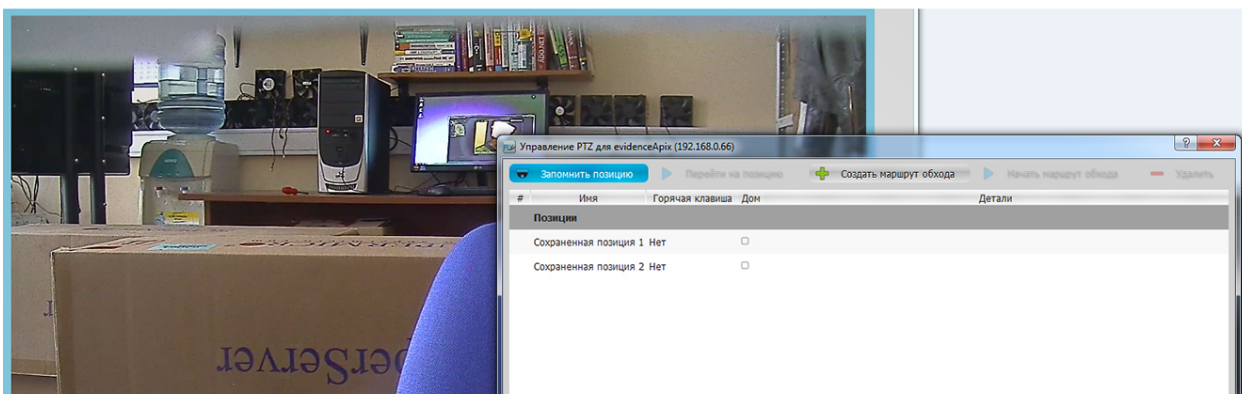 Управление PTZ для evidenceApix (192.168.0.66)
Запомнить позицию Перейти на позицию Создать маршрут обхода Начать маршрут обхода Удалить
# Имя Горячая клавиша Дом Детали
Позиции
Сохраненная позиция 1 Нет
Сохраненная позиция 2 Нет
perServer